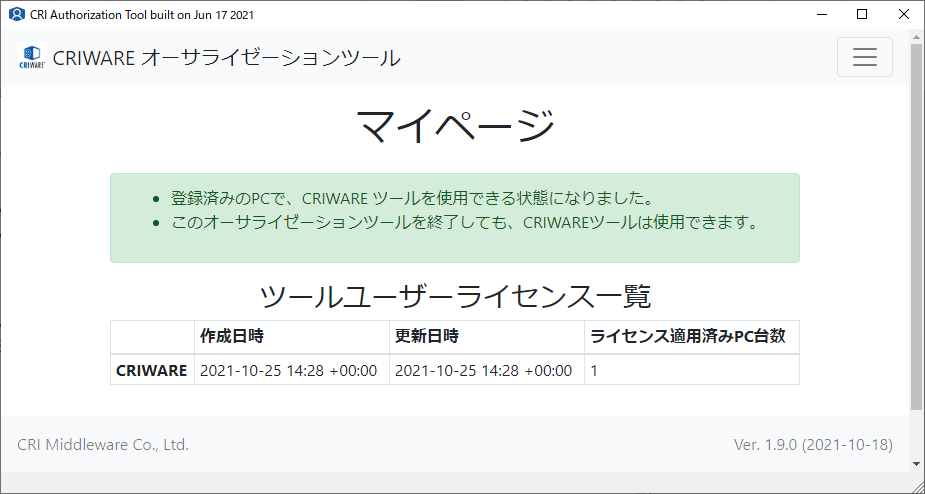 CRI Authorization Tool built on Jun 17 2021
CRIWARE CRIWARE オーサライゼーションツール
マイページ
• 登録済みのPCで、CRIWARE ツールを使用できる状態になりました。
• このオーサライゼーションツールを終了しても、CRIWAREツールは使用できます。
ツールユーザーライセンス一覧
作成日時 更新日時 ライセンス適用済みPC台数
CRIWARE 2021-10-25 14:28 +00:00 2021-10-25 14:28 +00:00 1
CRI Middleware Co., Ltd. Ver. 1.9.0 (2021-10-18)